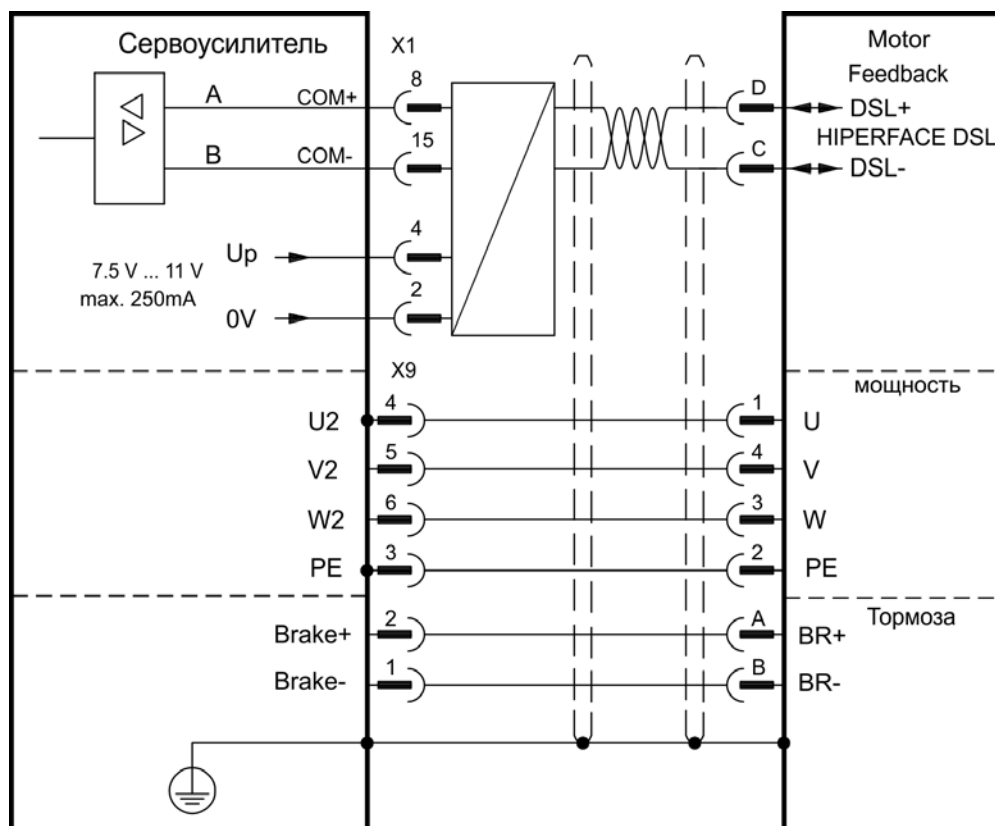 Сервоусилитель
X1
Motor
Feedback
A
COM+
8
D
DSL+
HIPERFACE DSL
B
COM-
15
C
DSL-
Up
4
7.5 V ... 11 V
max. 250mA
0V
2
X9
мощность
U2
4
1
U
V2
5
4
V
W2
6
3
W
PE
3
2
PE
Тормоза
Brake+
2
A
BR+
Brake-
1
B
BR-